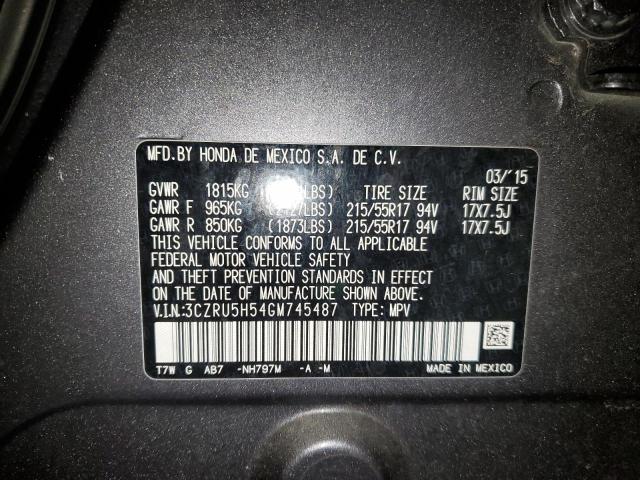 MFD.BY HONDA DE MEXICO S.A. DE C.V.
03/'15
GVWR 1815KG LBS) TIRE SIZE RIM SIZE
GAWR F 965KG LBS) 215/55R17 94V 17X7.5J
GAWR R 850KG (1873LBS) 215/55R17 94V 17X7.5J
THIS VEHICLE CONFORMS TO ALL APPLICABLE
FEDERAL MOTOR VEHICLE SAFETY
AND THEFT PREVENTION STANDARDS IN EFFECT
ON THE DATE OF MANUFACTURE SHOWN ABOVE.
V.I.N.:3CZRU5H54GM745487 TYPE: MPV
T7W G AB7 -NH797M -A -M
MADE IN MEXICO